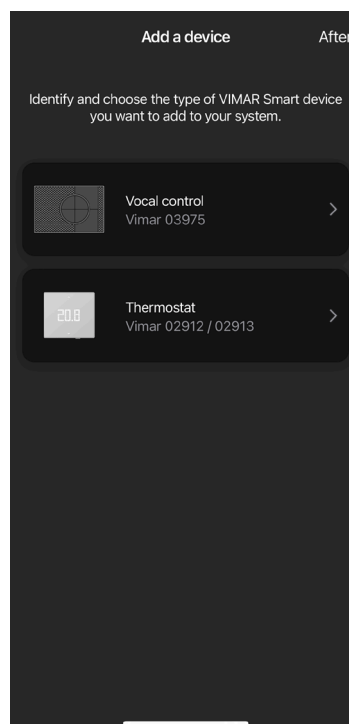 Add a device
After
Identify and choose the type of VIMAR Smart device
you want to add to your system.
Vocal control
Vimar 03975
20.8
Thermostat
Vimar 02912 / 02913